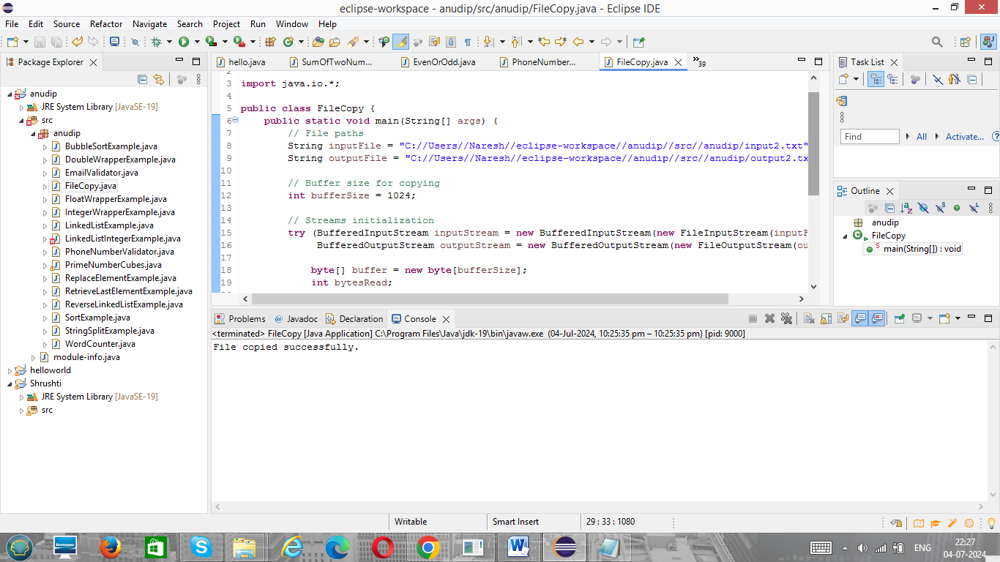 eclipse-workspace - anudip/src/anudip/FileCopy.java - Eclipse IDE
File Edit Source Refactor Navigate Search Project Run Window Help
Package Explorer
anudip
JRE System Library [JavaSE-19]
src
anudip
BubbleSortExample.java
DoubleWrapperExample.java
EmailValidator.java
FileCopy.java
FloatWrapperExample.java
IntegerWrapperExample.java
LinkedListExample.java
LinkedListIntegerExample.java
PhoneNumberValidator.java
PrimeNumberCubes.java
ReplaceElementExample.java
RetrieveLastElementExample.java
ReverseLinkedListExample.java
SortExample.java
StringSplitExample.java
WordCounter.java
module-info.java
helloworld
Shrushti
JRE System Library [JavaSE-19]
src
hello.java SumOfTwoNum... EvenOrOdd.java PhoneNumber... FileCopy.java »39
2
3 import java.io.*;
4
5 public class FileCopy {
6 public static void main(String[] args) {
7 // File paths
8 String inputFile = "C://Users//Naresh//eclipse-workspace//anudip//src//anudip/input2.txt"
9 String outputFile = "C://Users//Naresh//eclipse-workspace//anudip//src//anudip/output2.tx
10
11 // Buffer size for copying
12 int bufferSize = 1024;
13
14 // Streams initialization
15 try (BufferedInputStream inputStream = new BufferedInputStream(new FileInputStream(inputF
16 BufferedOutputStream outputStream = new BufferedOutputStream(new FileOutputStream(ou
17
18 byte[] buffer = new byte[bufferSize];
19 int bytesRead;
Task List
Find All Activate...
Outline
anudip
FileCopy
main(String[]) : void
Problems @ Javadoc Declaration Console
<terminated> FileCopy [Java Application] C:\Program Files\Java\jdk-19\bin\javaw.exe (04-Jul-2024, 10:25:35 pm – 10:25:35 pm) [pid: 9000]
File copied successfully.
Writable Smart Insert 29 : 33 : 1080
lenovo
ENG
22:27
04-07-2024